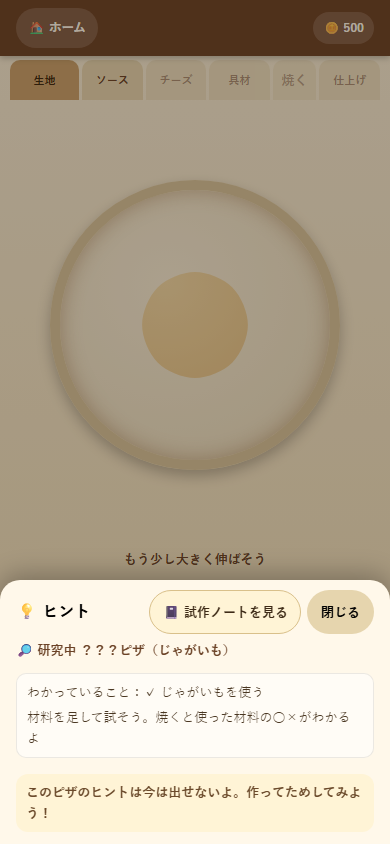 ホーム
500
生地 ソース チーズ 具材 焼く 仕上げ
もう少し大きく伸ばそう
ヒント
試作ノートを見る
閉じる
研究中 ？？？ピザ（じゃがいも）
わかっていること：✓ じゃがいもを使う
材料を足して試そう。焼くと使った材料の〇×がわかる
よ
このピザのヒントは今は出せないよ。作ってためしてみよ
う！